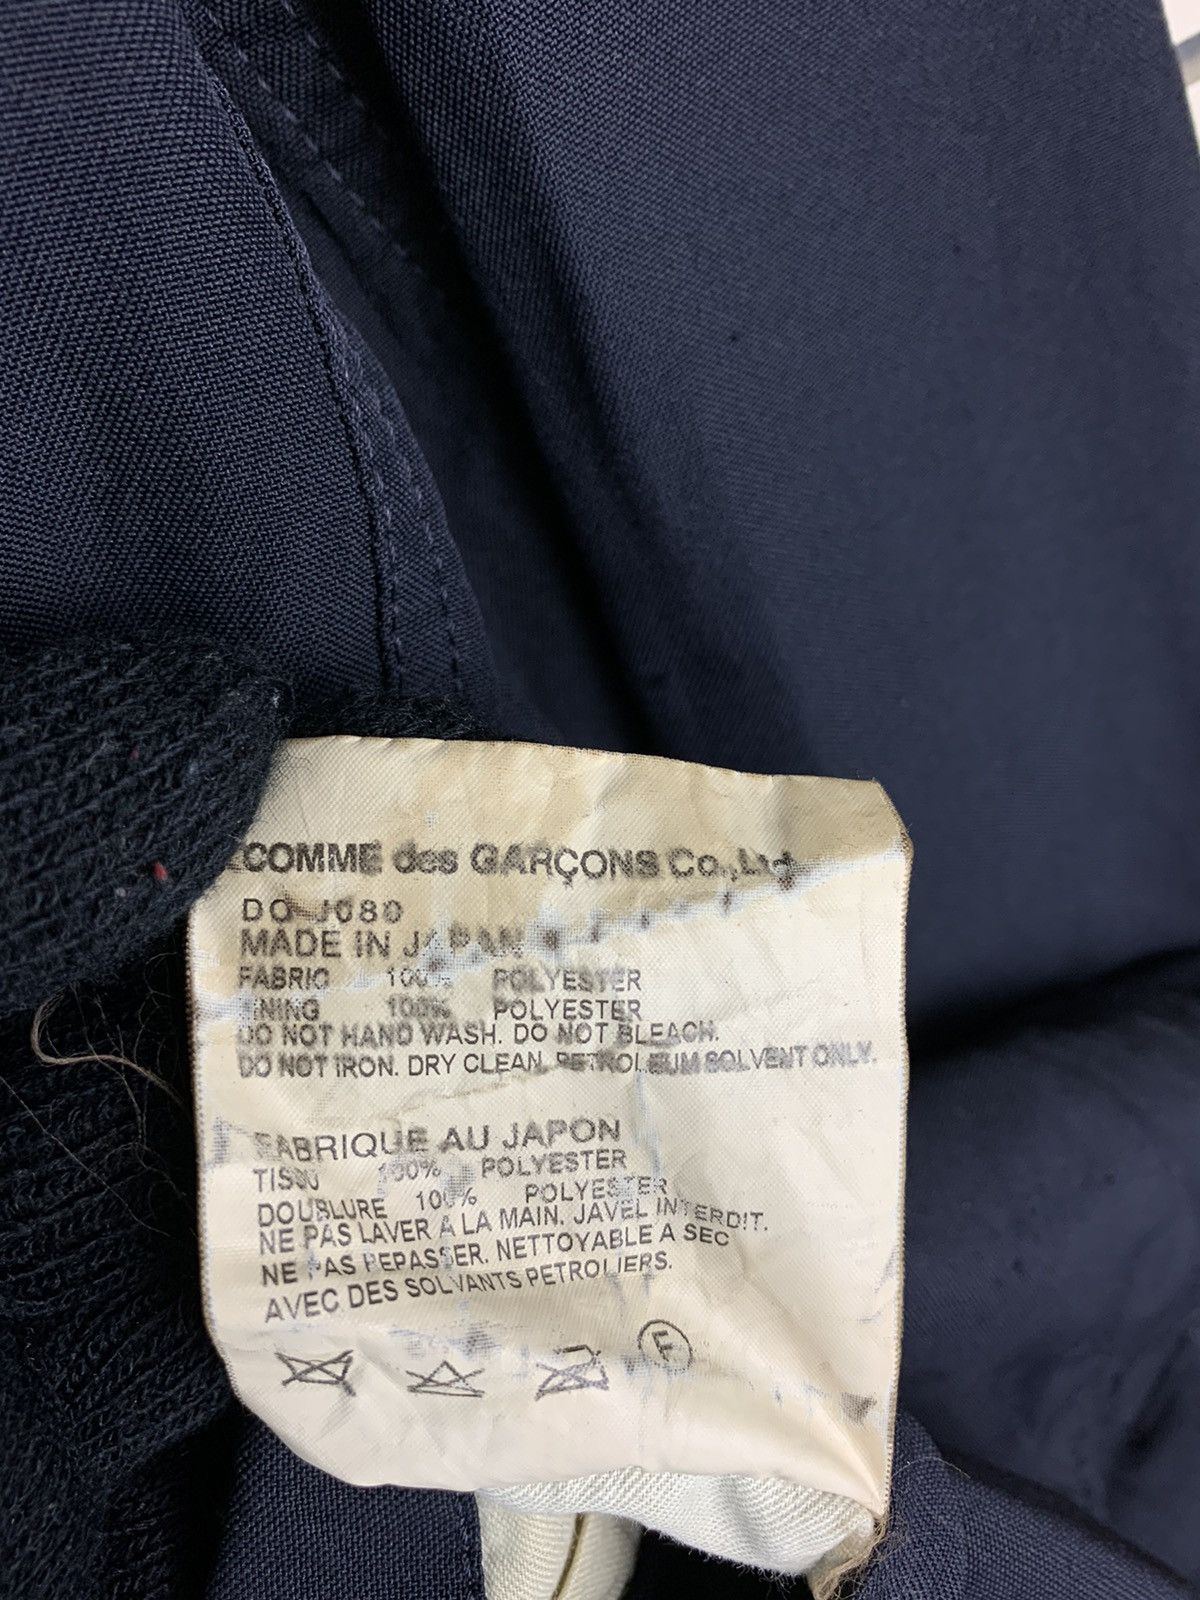 COMME des GARÇONS Co.,Ltd
DO-J080
MADE IN JAPAN
FABRIC 100% POLYESTER
LINING 100% POLYESTER
DO NOT HAND WASH. DO NOT BLEACH.
DO NOT IRON. DRY CLEAN. PETROLEUM SOLVENT ONLY.
FABRIQUE AU JAPON
TISSU 100% POLYESTER
DOUBLURE 100% POLYESTER
NE PAS LAVER A LA MAIN. JAVEL INTERDIT.
NE PAS REPASSER. NETTOYABLE A SEC
AVEC DES SOLVANTS PETROLIERS.
F